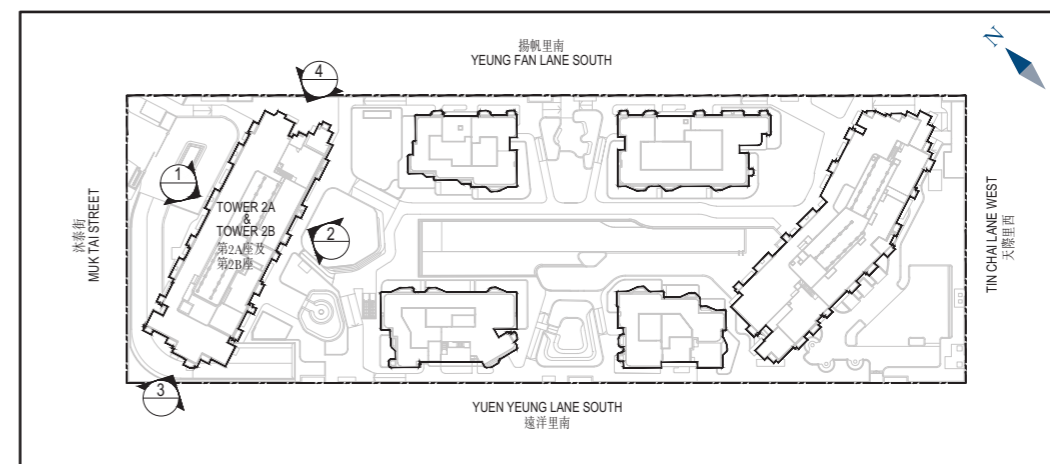 揚帆里南
YEUNG FAN LANE SOUTH
N
4
1
沐泰街
MUK TAI STREET
TOWER 2A
&
TOWER 2B
第2A座及
第2B座
2
TIN CHAI LANE WEST
天際里西
3
YUEN YEUNG LANE SOUTH
遠洋里南